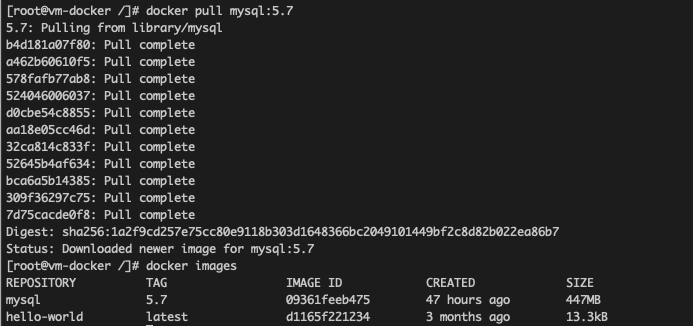 [root@vm-docker /]# docker pull mysql:5.7
5.7: Pulling from library/mysql
b4d181a07f80: Pull complete
a462b60610f5: Pull complete
578fafb77ab8: Pull complete
524046006037: Pull complete
d0cbe54c8855: Pull complete
aa18e05cc46d: Pull complete
32ca814c833f: Pull complete
52645b4af634: Pull complete
bca6a5b14385: Pull complete
309f36297c75: Pull complete
7d75cacde0f8: Pull complete
Digest: sha256:1a2f9cd257e75cc80e9118b303d1648366bc2049101449bf2c8d82b022ea86b7
Status: Downloaded newer image for mysql:5.7
[root@vm-docker /]# docker images
REPOSITORY TAG IMAGE ID CREATED SIZE
mysql 5.7 09361feeb475 47 hours ago 447MB
hello-world latest d1165f221234 3 months ago 13.3kB